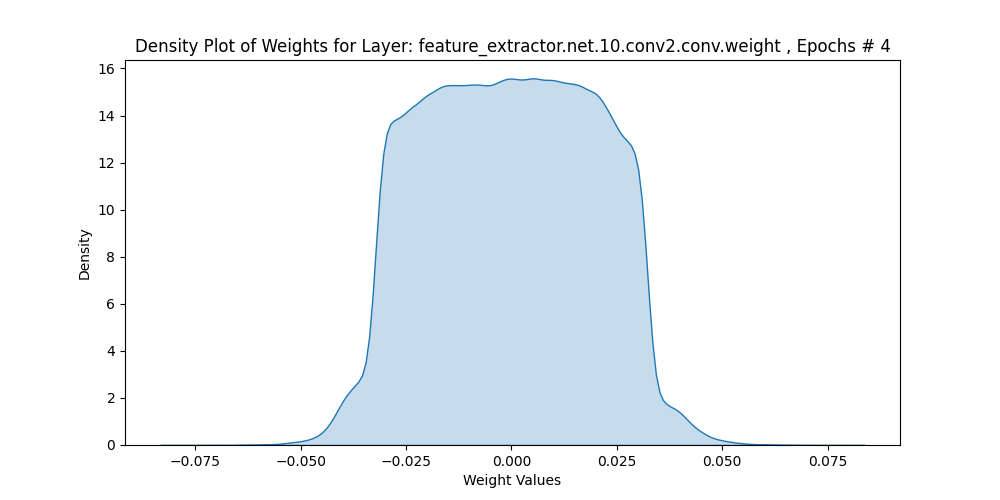 Density Plot of Weights for Layer: feature_extractor.net.10.conv2.conv.weight , Epochs # 4
16
14
12
10
8
6
4
2
0
Density
−0.075 −0.050 −0.025 0.000 0.025 0.050 0.075
Weight Values